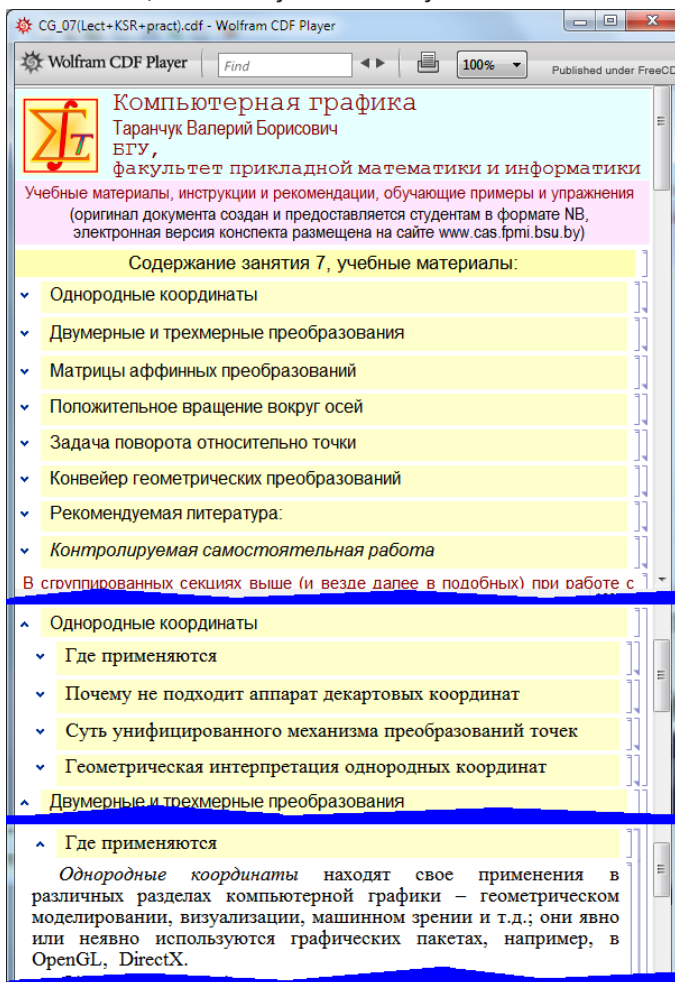 CG_07(Lect+KSR+pract).cdf - Wolfram CDF Player
Wolfram CDF Player Find 100% Published under FreeCD
Компьютерная графика
Таранчук Валерий Борисович
БГУ,
факультет прикладной математики и информатики
Учебные материалы, инструкции и рекомендации, обучающие примеры и упражнения
(оригинал документа создан и предоставляется студентам в формате NB,
электронная версия конспекта размещена на сайте www.cas.fpmi.bsu.by)
Содержание занятия 7, учебные материалы:
Однородные координаты
Двумерные и трехмерные преобразования
Матрицы аффинных преобразований
Положительное вращение вокруг осей
Задача поворота относительно точки
Конвейер геометрических преобразований
Рекомендуемая литература:
Контролируемая самостоятельная работа
В сгруппированных секциях выше (и везде далее в подобных) при работе с
Однородные координаты
Где применяются
Почему не подходит аппарат декартовых координат
Суть унифицированного механизма преобразований точек
Геометрическая интерпретация однородных координат
Двумерные и трехмерные преобразования
Где применяются
Однородные координаты находят свое применения в
различных разделах компьютерной графики – геометрическом
моделировании, визуализации, машинном зрении и т.д.; они явно
или неявно используются графических пакетах, например, в
OpenGL, DirectX.